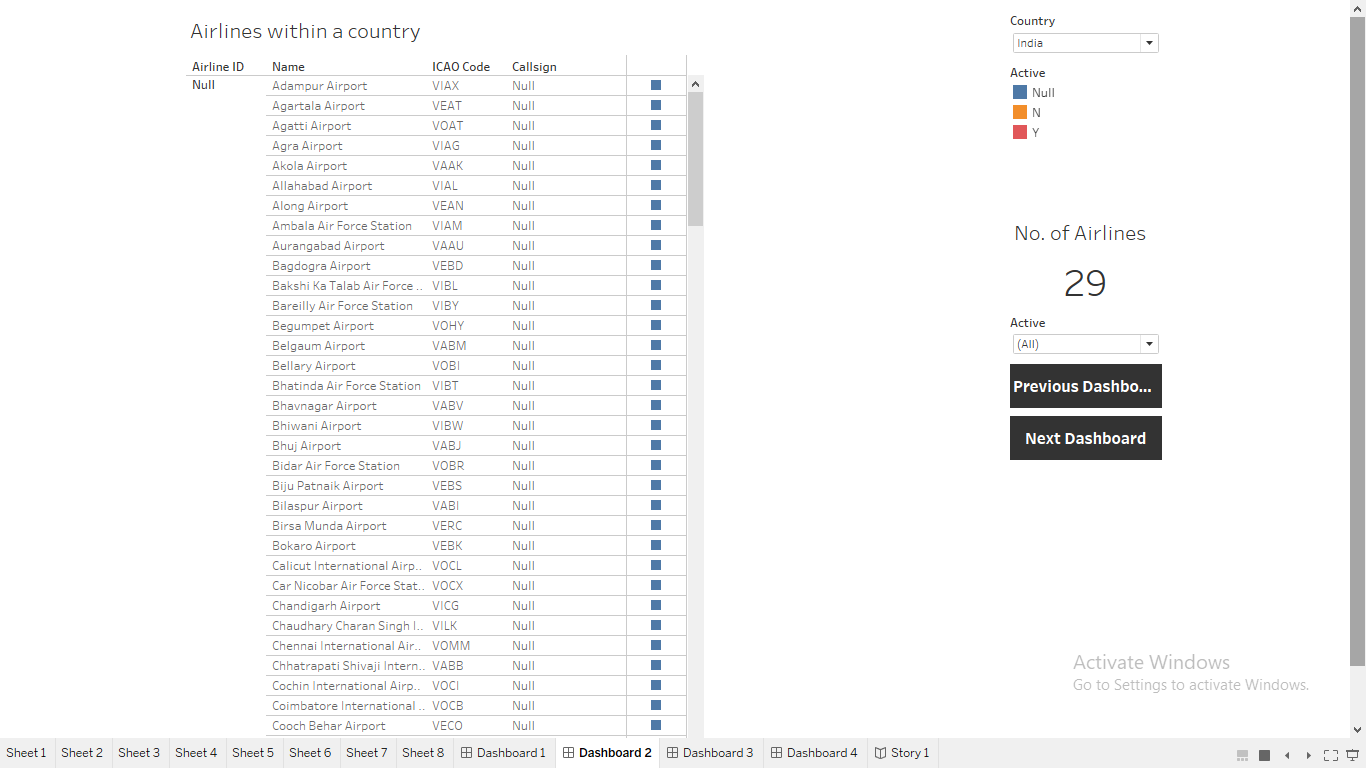 Airlines within a country
Airline ID Name ICAO Code Callsign
Null Adampur Airport VIAX Null
Agartala Airport VEAT Null
Agatti Airport VOAT Null
Agra Airport VIAG Null
Akola Airport VAAK Null
Allahabad Airport VIAL Null
Along Airport VEAN Null
Ambala Air Force Station VIAM Null
Aurangabad Airport VAAU Null
Bagdogra Airport VEBD Null
Bakshi Ka Talab Air Force .. VIBL Null
Bareilly Air Force Station VIBY Null
Begumpet Airport VOHY Null
Belgaum Airport VABM Null
Bellary Airport VOBI Null
Bhatinda Air Force Station VIBT Null
Bhavnagar Airport VABV Null
Bhiwani Airport VIBW Null
Bhuj Airport VABJ Null
Bidar Air Force Station VOBR Null
Biju Patnaik Airport VEBS Null
Bilaspur Airport VABI Null
Birsa Munda Airport VERC Null
Bokaro Airport VEBK Null
Calicut International Airp.. VOCL Null
Car Nicobar Air Force Stat.. VOCX Null
Chandigarh Airport VICG Null
Chaudhary Charan Singh I.. VILK Null
Chennai International Air.. VOMM Null
Chhatrapati Shivaji Intern.. VABB Null
Cochin International Airp.. VOCI Null
Coimbatore International .. VOCB Null
Cooch Behar Airport VECO Null
Country
India
Active
Null
N
Y
No. of Airlines
29
Active
(All)
Previous Dashbo...
Next Dashboard
Activate Windows
Go to Settings to activate Windows.
Sheet 1 Sheet 2 Sheet 3 Sheet 4 Sheet 5 Sheet 6 Sheet 7 Sheet 8 Dashboard 1 Dashboard 2 Dashboard 3 Dashboard 4 Story 1